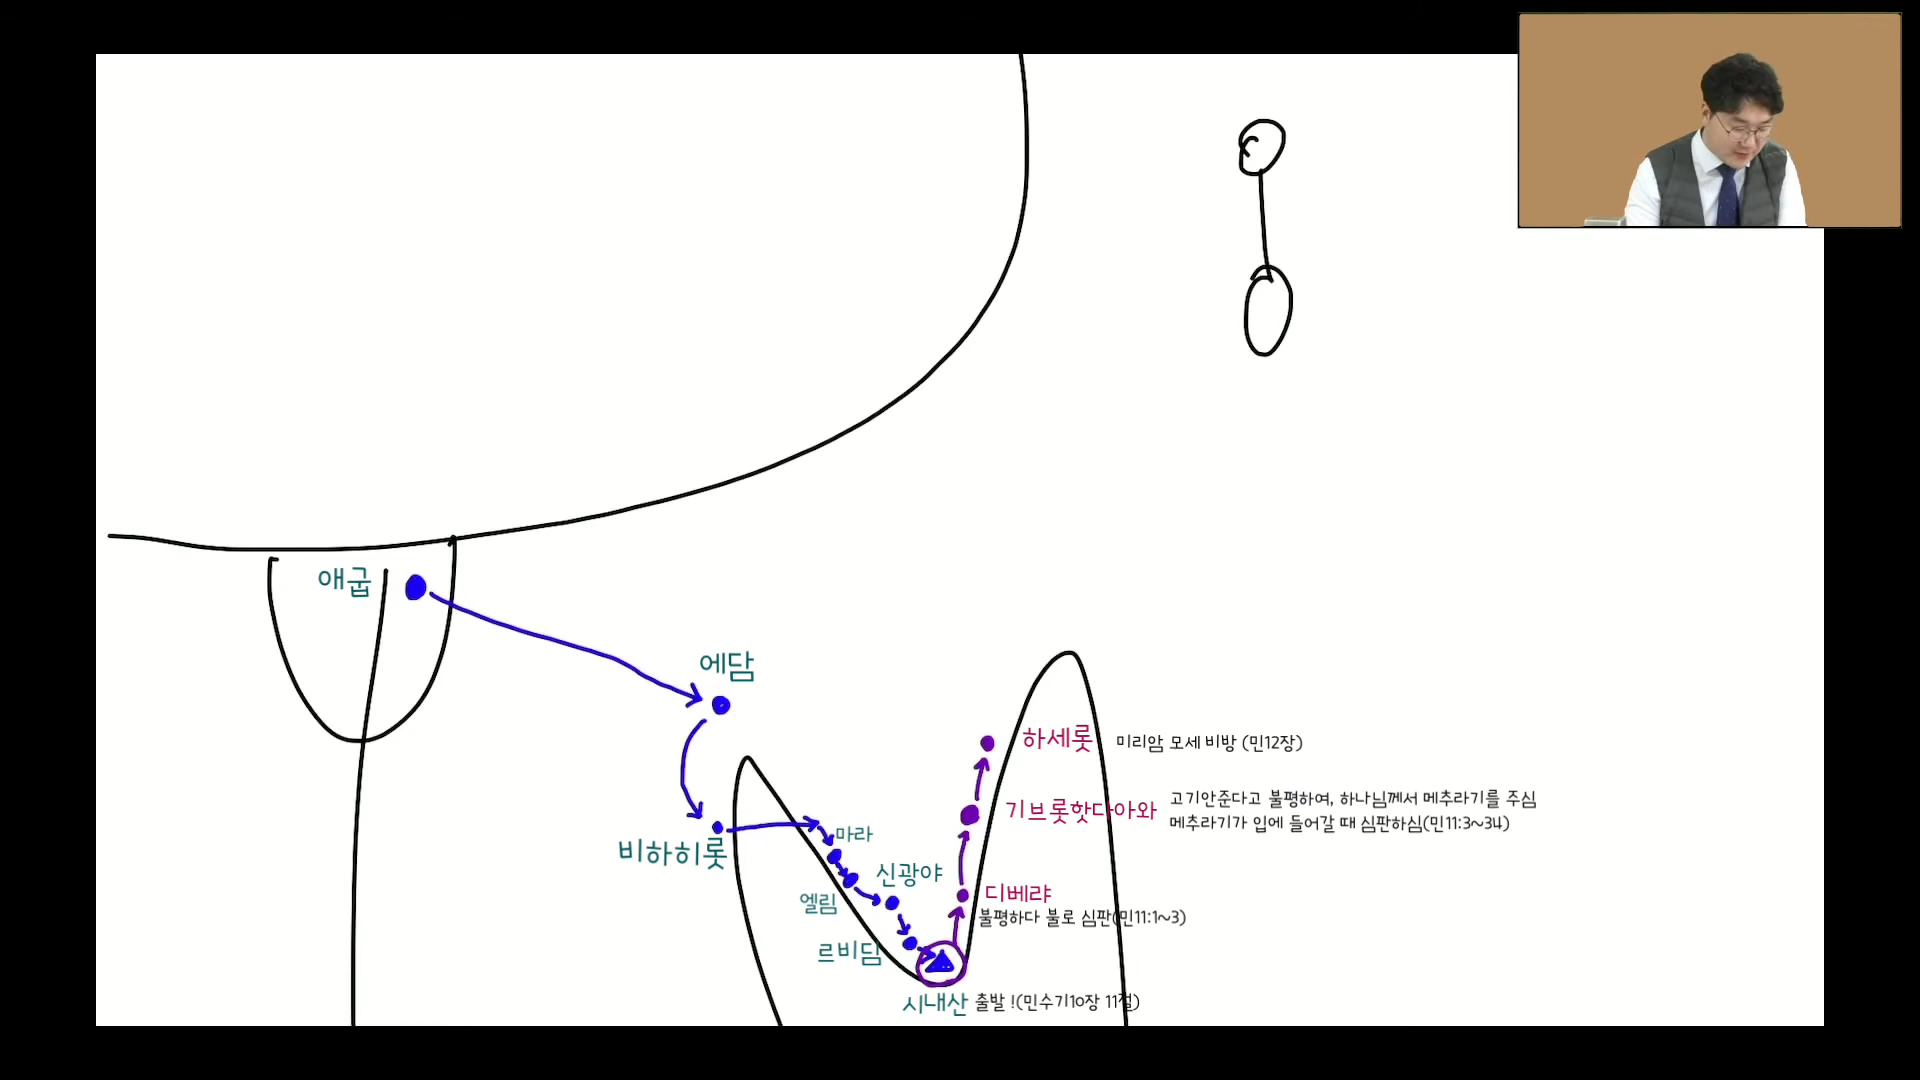 애굽
에담
비하히롯
마라
엘림
신광야
르비딤
시내산 출발 !(민수기10장 11절)
디베랴
불평하다 불로 심판(민11:1~3)
기브롯핫다아와
고기안준다고 불평하여, 하나님께서 메추라기를 주심
메추라기가 입에 들어갈 때 심판하심(민11:3~34)
하세롯 미리암 모세 비방 (민12장)